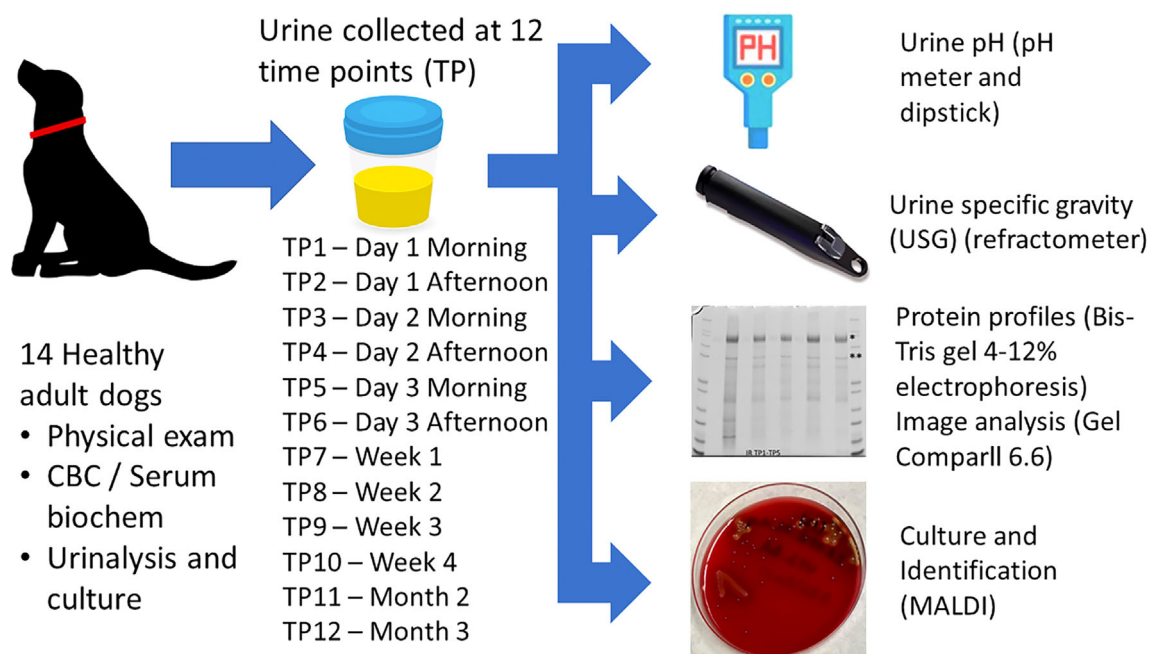 Urine collected at 12
time points (TP)
TP1 – Day 1 Morning
TP2 – Day 1 Afternoon
TP3 – Day 2 Morning
TP4 – Day 2 Afternoon
TP5 – Day 3 Morning
TP6 – Day 3 Afternoon
TP7 – Week 1
TP8 – Week 2
TP9 – Week 3
TP10 – Week 4
TP11 – Month 2
TP12 – Month 3
14 Healthy
adult dogs
• Physical exam
• CBC / Serum
biochem
• Urinalysis and
culture
PH
Urine pH (pH
meter and
dipstick)
Urine specific gravity
(USG) (refractometer)
IR TP1-TP5
Protein profiles (Bis-
Tris gel 4-12%
electrophoresis)
Image analysis (Gel
ComparII 6.6)
Culture and
Identification
(MALDI)